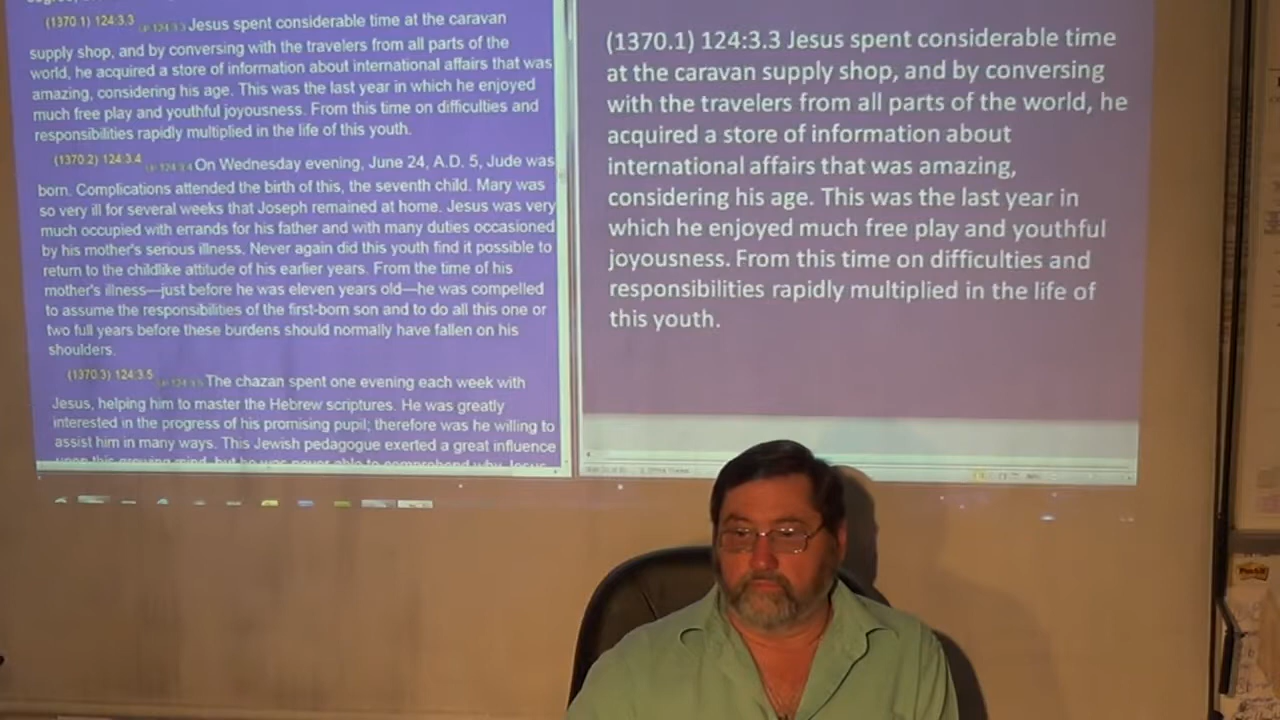 (1370.1) 124:3.3 Jesus spent considerable time at the caravan
supply shop, and by conversing with the travelers from all parts of the
world, he acquired a store of information about international affairs that was
amazing, considering his age. This was the last year in which he enjoyed
much free play and youthful joyousness. From this time on difficulties and
responsibilities rapidly multiplied in the life of this youth.
(1370.2) 124:3.4 On Wednesday evening, June 24, A.D. 5, Jude was
born. Complications attended the birth of this, the seventh child. Mary was
so very ill for several weeks that Joseph remained at home. Jesus was very
much occupied with errands for his father and with many duties occasioned
by his mother's serious illness. Never again did this youth find it possible to
return to the childlike attitude of his earlier years. From the time of his
mother's illness—just before he was eleven years old—he was compelled
to assume the responsibilities of the first-born son and to do all this one or
two full years before these burdens should normally have fallen on his
shoulders.
(1370.3) 124:3.5 The chazan spent one evening each week with
Jesus, helping him to master the Hebrew scriptures. He was greatly
interested in the progress of his promising pupil; therefore was he willing to
assist him in many ways. This Jewish pedagogue exerted a great influence
upon this growing mind, but he was never able to comprehend why Jesus
(1370.1) 124:3.3 Jesus spent considerable time
at the caravan supply shop, and by conversing
with the travelers from all parts of the world, he
acquired a store of information about
international affairs that was amazing,
considering his age. This was the last year in
which he enjoyed much free play and youthful
joyousness. From this time on difficulties and
responsibilities rapidly multiplied in the life of
this youth.
Post-it